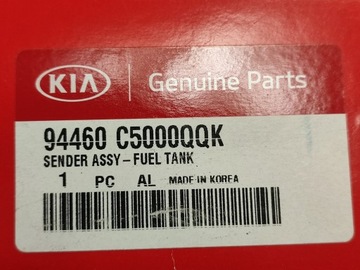 KIA Genuine Parts
94460 C5000QQK
SENDER ASSY-FUEL TANK
1 PC AL MADE IN KOREA